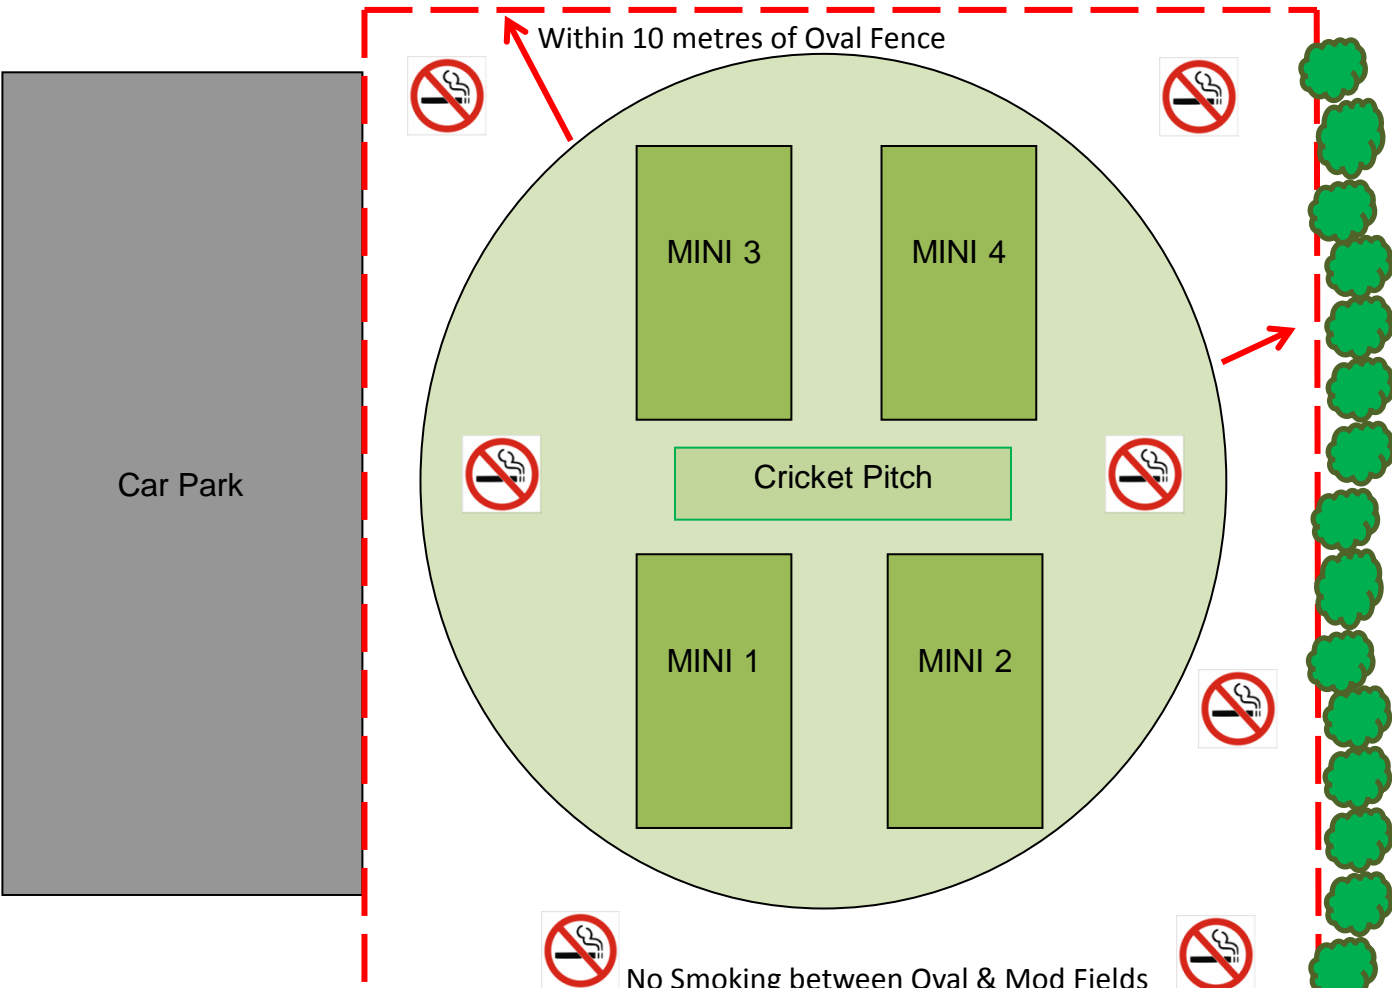 Within 10 metres of Oval Fence
MINI 3
MINI 4
Car Park
Cricket Pitch
MINI 1
MINI 2
No Smoking between Oval & Mod Fields